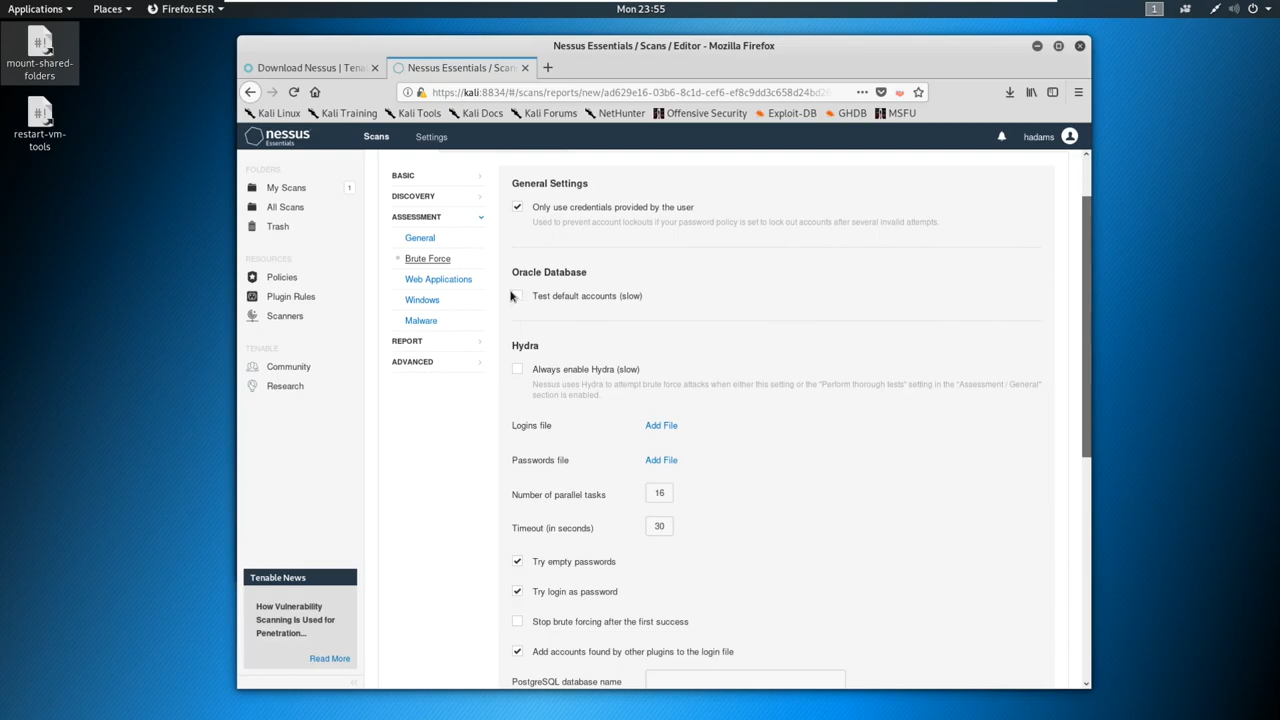 Applications
Places
Firefox ESR
Mon 23:55
1
#!
mount-shared-
folders
#!
restart-vm-
tools
Nessus Essentials / Scans / Editor - Mozilla Firefox
Download Nessus | Tena
Nessus Essentials / Scan
https://kali:8834/#/scans/reports/new/ad629e16-03b6-8c1d-cef6-ef8c9dd3c658d24bd26
Kali Linux
Kali Training
Kali Tools
Kali Docs
Kali Forums
NetHunter
Offensive Security
Exploit-DB
GHDB
MSFU
nessus
Essentials
Scans
Settings
hadams
FOLDERS
My Scans
1
All Scans
Trash
RESOURCES
Policies
Plugin Rules
Scanners
TENABLE
Community
Research
Tenable News
How Vulnerability
Scanning Is Used for
Penetration...
Read More
BASIC
DISCOVERY
ASSESSMENT
General
Brute Force
Web Applications
Windows
Malware
REPORT
ADVANCED
General Settings
Only use credentials provided by the user
Used to prevent account lockouts if your password policy is set to lock out accounts after several invalid attempts.
Oracle Database
Test default accounts (slow)
Hydra
Always enable Hydra (slow)
Nessus uses Hydra to attempt brute force attacks when either this setting or the "Perform thorough tests" setting in the "Assessment / General"
section is enabled.
Logins file
Add File
Passwords file
Add File
Number of parallel tasks
16
Timeout (in seconds)
30
Try empty passwords
Try login as password
Stop brute forcing after the first success
Add accounts found by other plugins to the login file
PostgreSQL database name